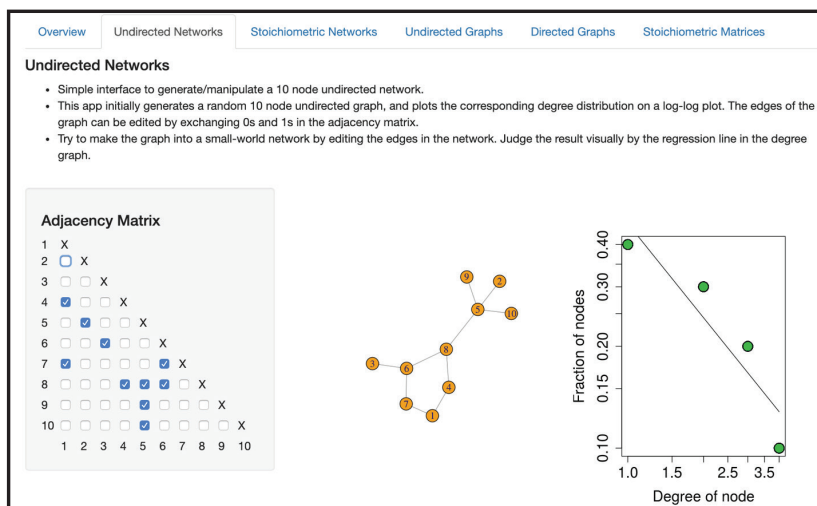 Overview Undirected Networks Stoichiometric Networks Undirected Graphs Directed Graphs Stoichiometric Matrices
Undirected Networks
• Simple interface to generate/manipulate a 10 node undirected network.
• This app initially generates a random 10 node undirected graph, and plots the corresponding degree distribution on a log-log plot. The edges of the
graph can be edited by exchanging 0s and 1s in the adjacency matrix.
• Try to make the graph into a small-world network by editing the edges in the network. Judge the result visually by the regression line in the degree
graph.
Adjacency Matrix
1 X
2 X
3 X
4 X
5 X
6 X
7 X
8 X
9 X
10 X
1 2 3 4 5 6 7 8 9 10
9 2
5 10
8
3 6
4
7
1
Fraction of nodes
0.40
0.30
0.20
0.15
0.10
1.0 1.5 2.5 3.5
Degree of node